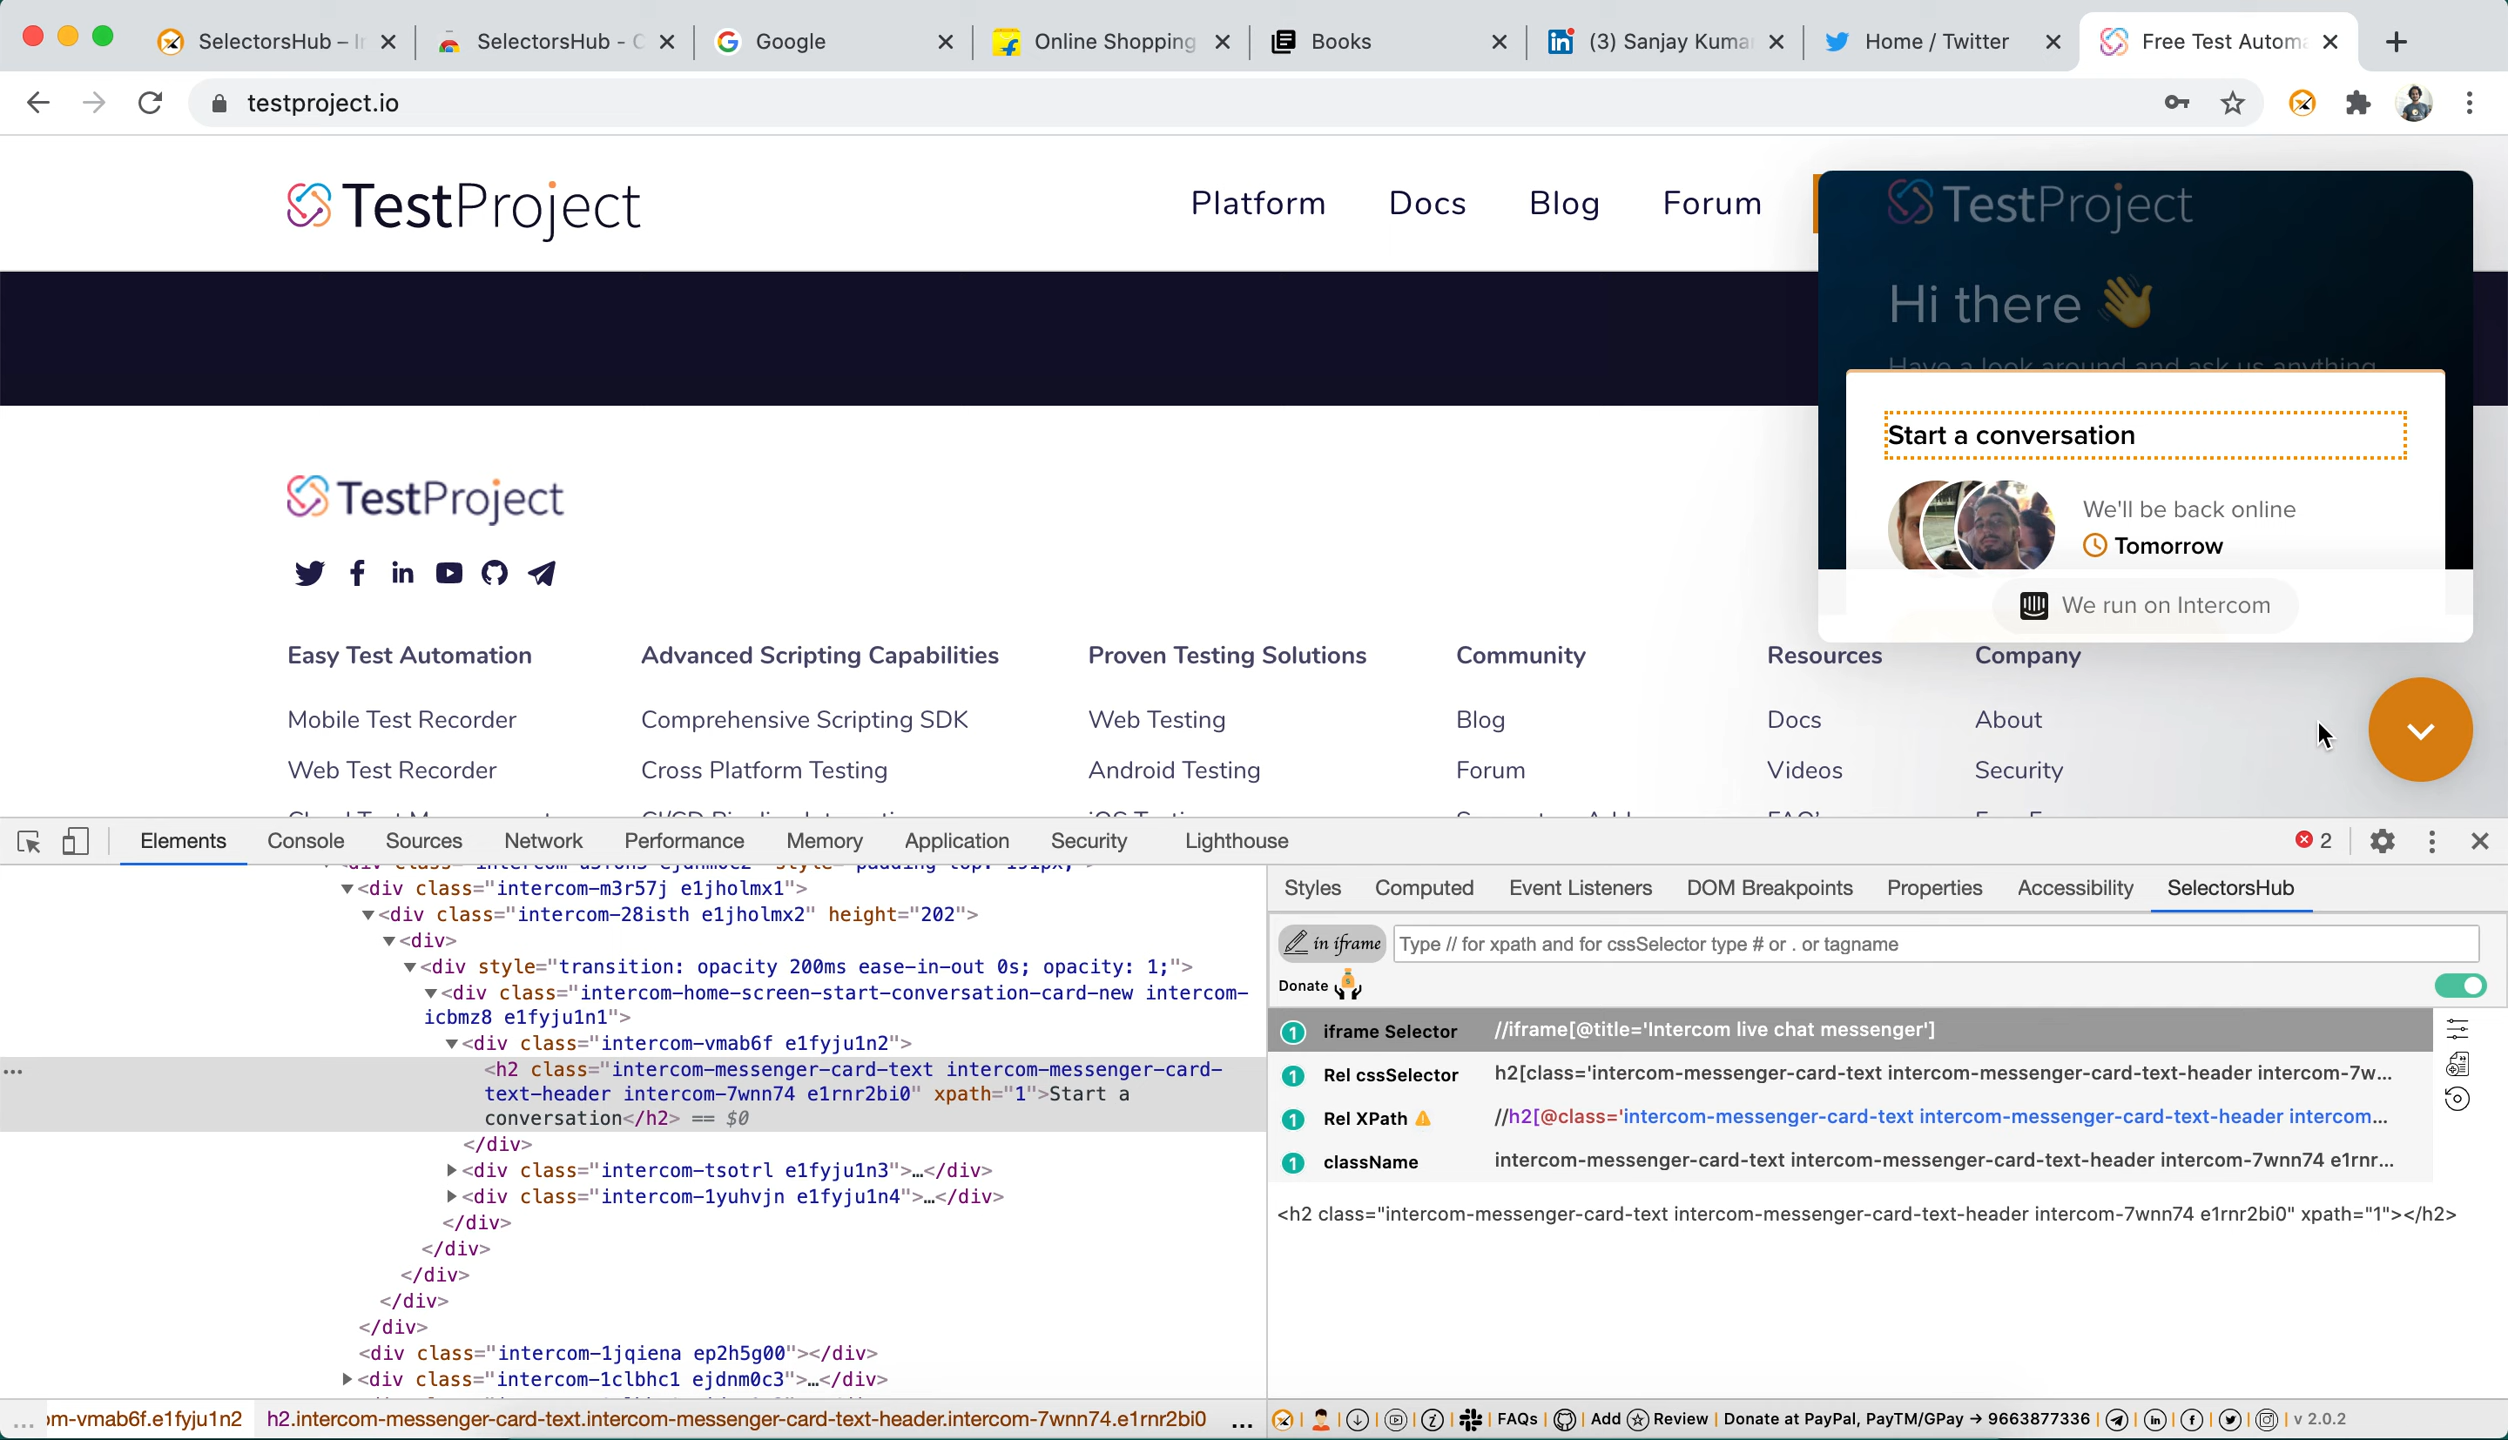 SelectorsHub – I
SelectorsHub - C
Google
Online Shopping
Books
(3) Sanjay Kuma
Home / Twitter
Free Test Autom
testproject.io
TestProject
Platform
Docs
Blog
Forum
TestProject
Hi there 👋
Have a look around and ask us anything
Start a conversation
We'll be back online
Tomorrow
We run on Intercom
TestProject
Easy Test Automation
Advanced Scripting Capabilities
Proven Testing Solutions
Community
Resources
Company
Mobile Test Recorder
Comprehensive Scripting SDK
Web Testing
Blog
Docs
About
Web Test Recorder
Cross Platform Testing
Android Testing
Forum
Videos
Security
Elements
Console
Sources
Network
Performance
Memory
Application
Security
Lighthouse
2
▼<div class="intercom-m3r57j e1jholmx1">
▼<div class="intercom-28isth e1jholmx2" height="202">
▼<div>
▼<div style="transition: opacity 200ms ease-in-out 0s; opacity: 1;">
▼<div class="intercom-home-screen-start-conversation-card-new intercom-
icbmz8 e1fyju1n1">
▼<div class="intercom-vmab6f e1fyju1n2">
<h2 class="intercom-messenger-card-text intercom-messenger-card-
text-header intercom-7wnn74 e1rnr2bi0" xpath="1">Start a
conversation</h2> == $0
</div>
▶<div class="intercom-tsotrl e1fyju1n3">…</div>
▶<div class="intercom-1yuhvjn e1fyju1n4">…</div>
</div>
</div>
</div>
</div>
</div>
<div class="intercom-1jqiena ep2h5g00"></div>
▶<div class="intercom-1clbhc1 ejdnm0c3">…</div>
... om-vmab6f.e1fyju1n2 h2.intercom-messenger-card-text.intercom-messenger-card-text-header.intercom-7wnn74.e1rnr2bi0 ...
Styles
Computed
Event Listeners
DOM Breakpoints
Properties
Accessibility
SelectorsHub
in iframe
Type // for xpath and for cssSelector type # or . or tagname
Donate
1 iframe Selector //iframe[@title='Intercom live chat messenger']
1 Rel cssSelector h2[class='intercom-messenger-card-text intercom-messenger-card-text-header intercom-7w...
1 Rel XPath //h2[@class='intercom-messenger-card-text intercom-messenger-card-text-header intercom...
1 className intercom-messenger-card-text intercom-messenger-card-text-header intercom-7wnn74 e1rnr...
<h2 class="intercom-messenger-card-text intercom-messenger-card-text-header intercom-7wnn74 e1rnr2bi0" xpath="1"></h2>
FAQs | Add Review | Donate at PayPal, PayTM/GPay → 9663877336 | v 2.0.2